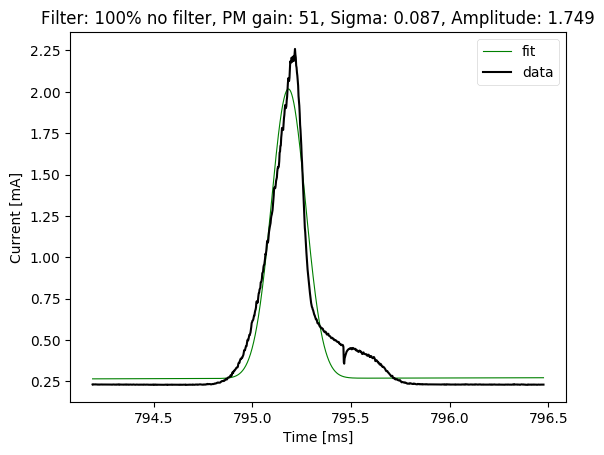 Filter: 100% no filter, PM gain: 51, Sigma: 0.087, Amplitude: 1.749
fit
data
2.25
2.00
1.75
1.50
1.25
1.00
0.75
0.50
0.25
Current [mA]
794.5
795.0
795.5
796.0
796.5
Time [ms]